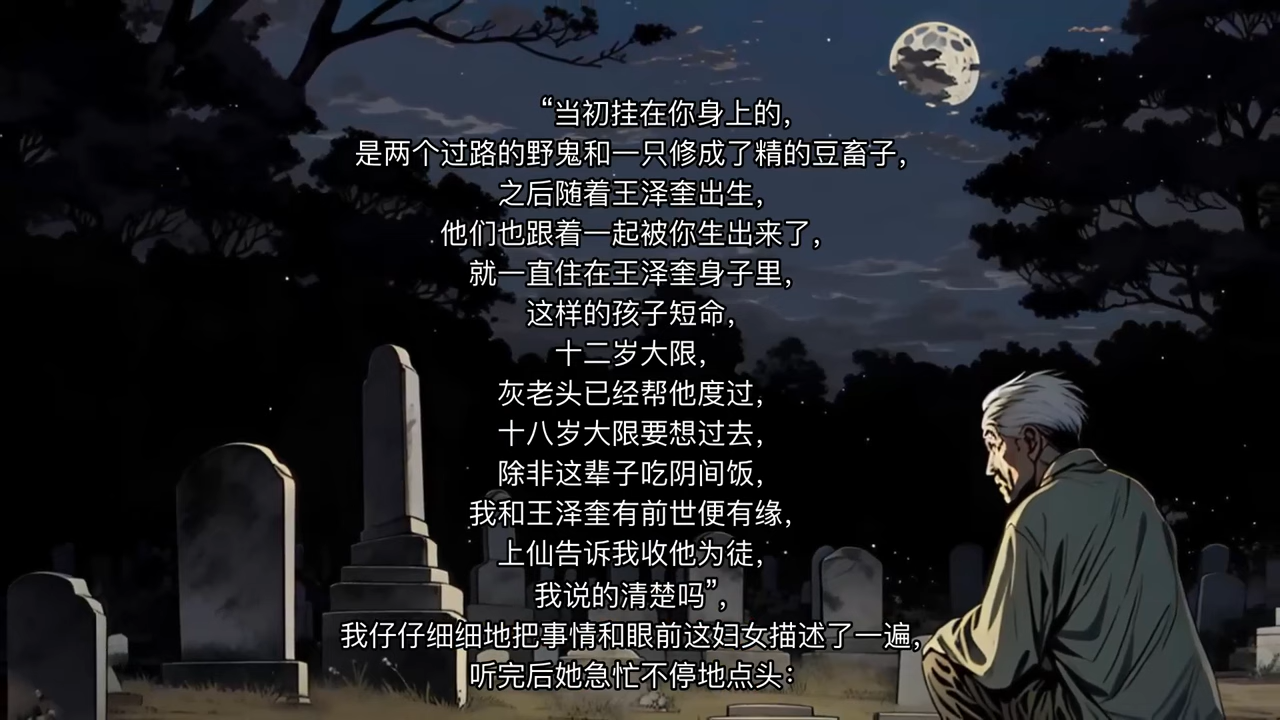 “当初挂在你身上的，
是两个过路的野鬼和一只修成了精的豆畜子，
之后随着王泽奎出生，
他们也跟着一起被你生出来了，
就一直住在王泽奎身子里，
这样的孩子短命，
十二岁大限，
灰老头已经帮他度过，
十八岁大限要想过去，
除非这辈子吃阴间饭，
我和王泽奎有前世便有缘，
上仙告诉我收他为徒，
我说的清楚吗”，
我仔仔细细地把事情和眼前这妇女描述了一遍，
听完后她急忙不停地点头：